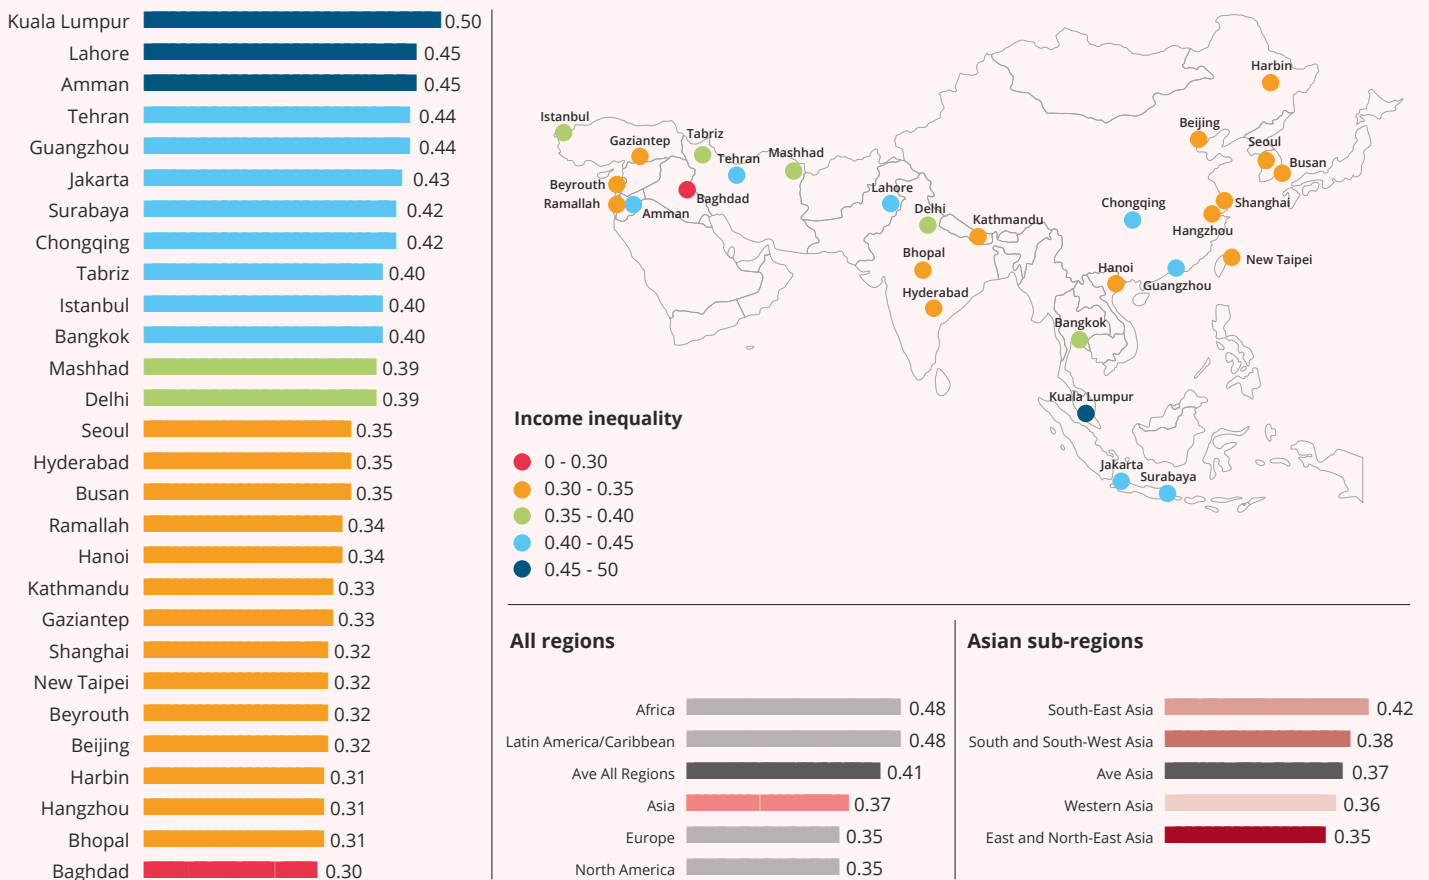 Kuala Lumpur 0.50
Lahore 0.45
Amman 0.45
Tehran 0.44
Guangzhou 0.44
Jakarta 0.43
Surabaya 0.42
Chongqing 0.42
Tabriz 0.40
Istanbul 0.40
Bangkok 0.40
Mashhad 0.39
Delhi 0.39
Seoul 0.35
Hyderabad 0.35
Busan 0.35
Ramallah 0.34
Hanoi 0.34
Kathmandu 0.33
Gaziantep 0.33
Shanghai 0.32
New Taipei 0.32
Beyrouth 0.32
Beijing 0.32
Harbin 0.31
Hangzhou 0.31
Bhopal 0.31
Baghdad 0.30
Harbin
Istanbul
Beijing
Gaziantep
Tabriz
Seoul
Tehran
Mashhad
Busan
Beyrouth
Lahore
Baghdad
Ramallah
Amman
Delhi
Chongqing
Shanghai
Kathmandu
Hangzhou
Bhopal
New Taipei
Hanoi
Guangzhou
Hyderabad
Bangkok
Kuala Lumpur
Jakarta
Surabaya
Income inequality
0 - 0.30
0.30 - 0.35
0.35 - 0.40
0.40 - 0.45
0.45 - 50
All regions
Africa 0.48
Latin America/Caribbean 0.48
Ave All Regions 0.41
Asia 0.37
Europe 0.35
North America 0.35
Asian sub-regions
South-East Asia 0.42
South and South-West Asia 0.38
Ave Asia 0.37
Western Asia 0.36
East and North-East Asia 0.35